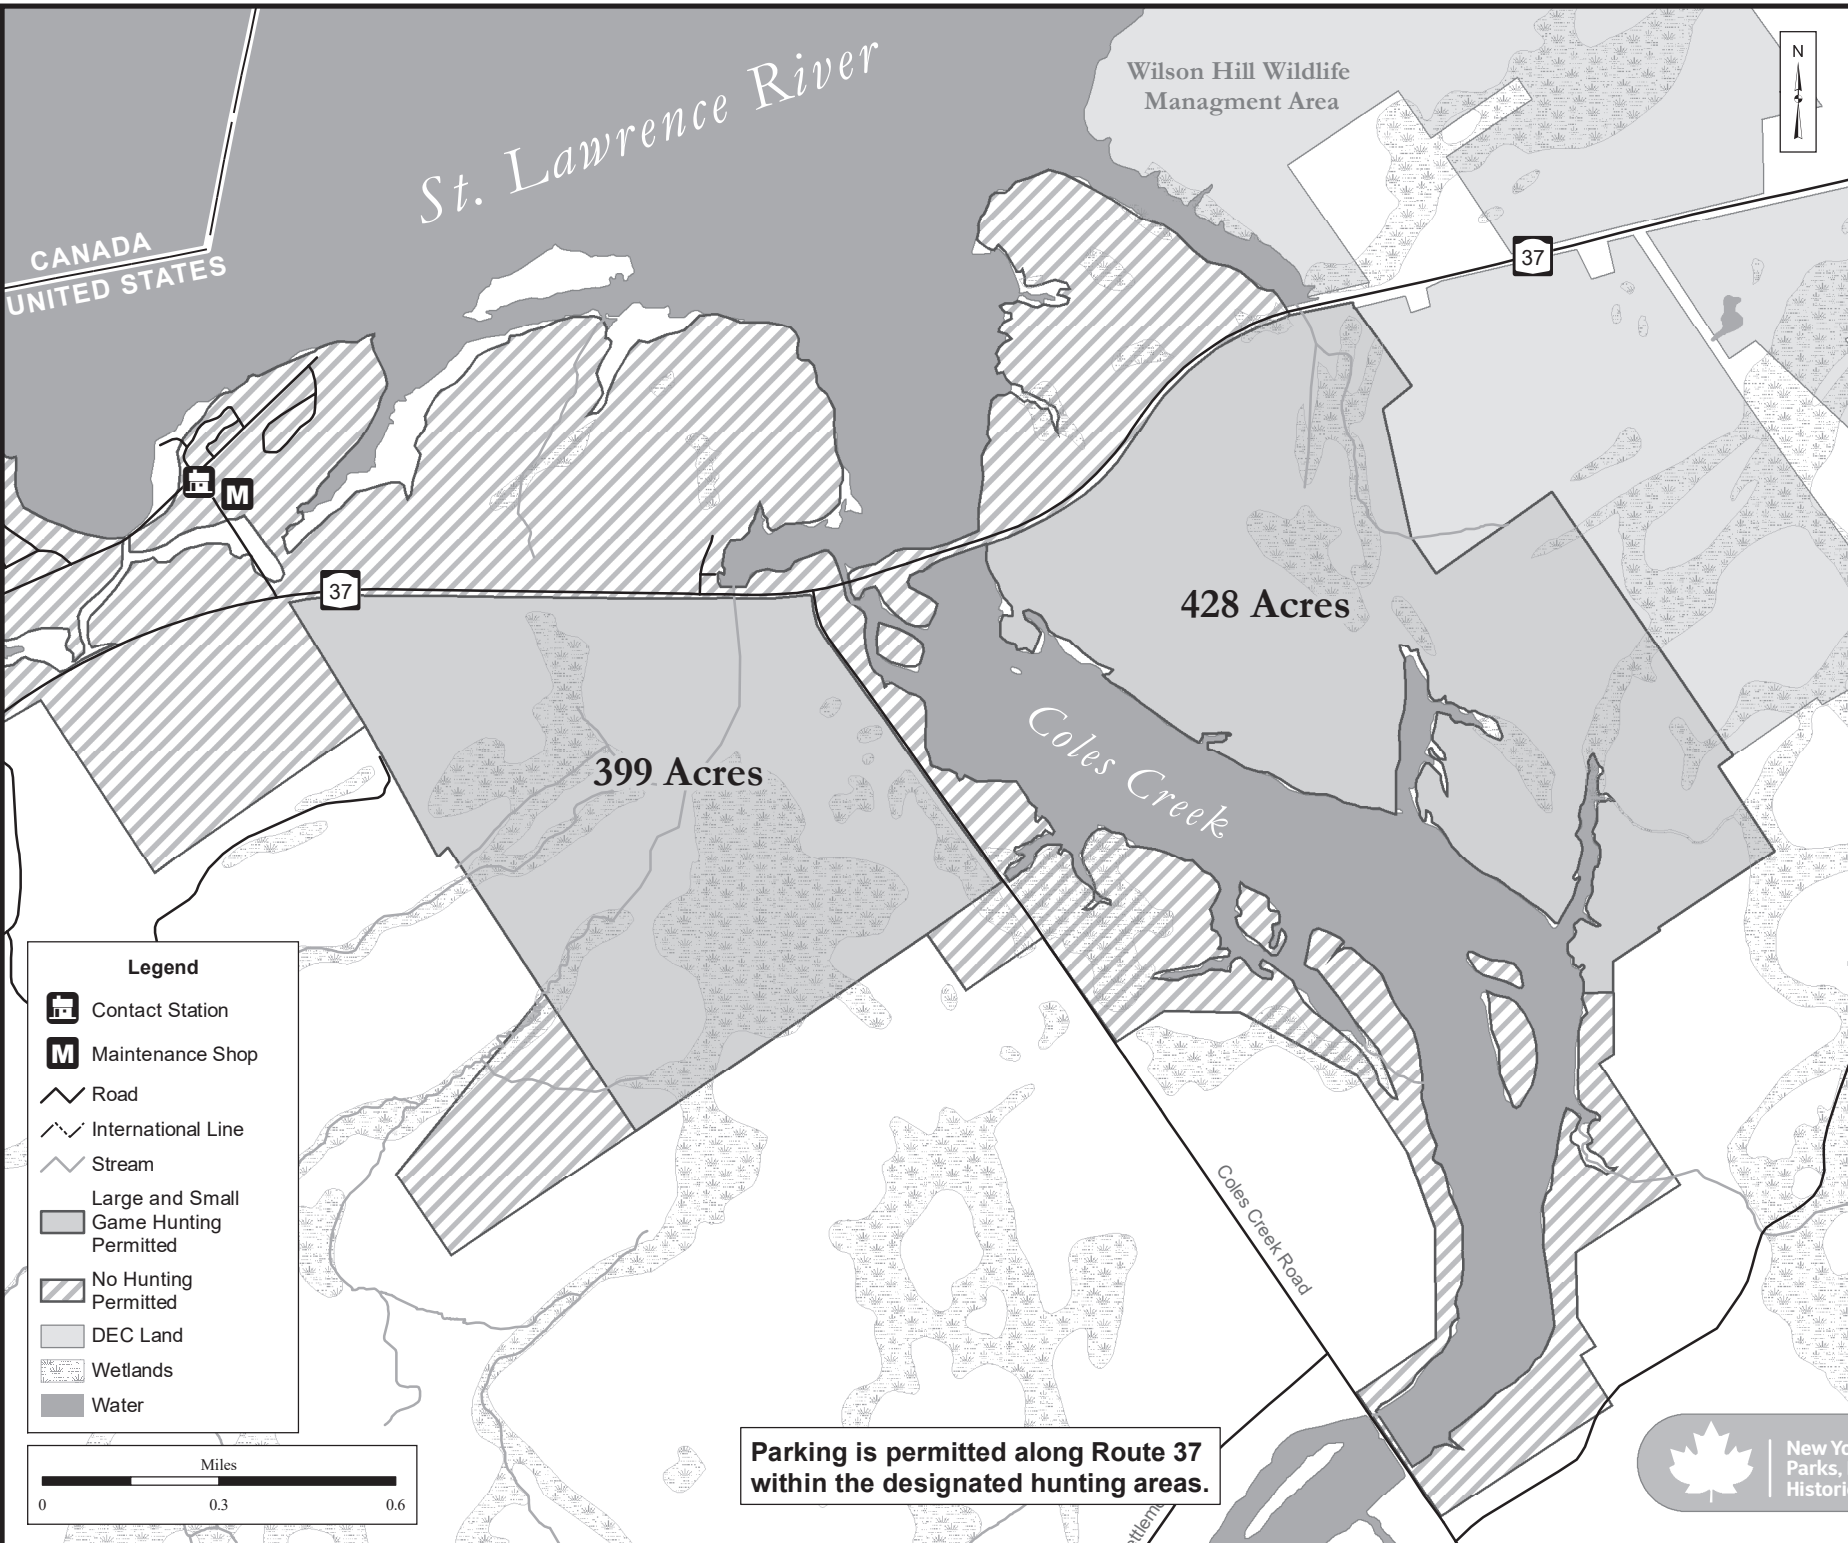 St. Lawrence River
Wilson Hill Wildlife
Managment Area
N
CANADA
UNITED STATES
37
M
37
428 Acres
399 Acres
Coles Creek
Coles Creek Road
Legend
Contact Station
M Maintenance Shop
Road
International Line
Stream
Large and Small
Game Hunting
Permitted
No Hunting
Permitted
DEC Land
Wetlands
Water
Miles
0 0.3 0.6
Parking is permitted along Route 37
within the designated hunting areas.
New
Parks,